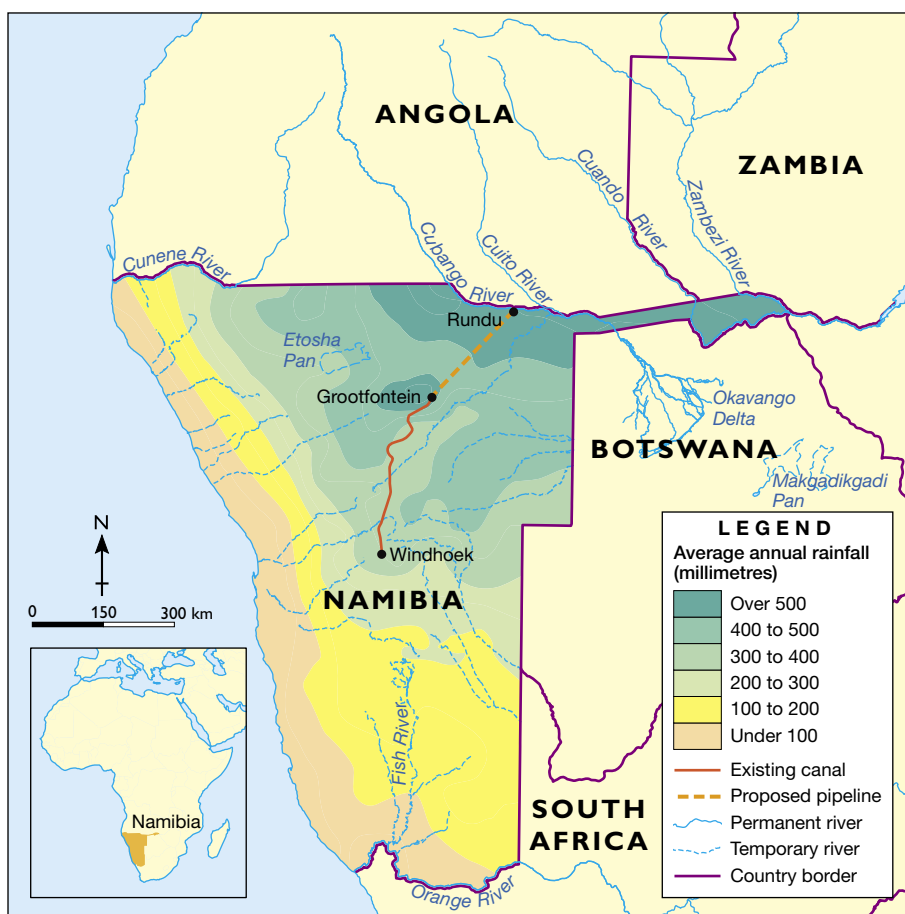 ANGOLA
ZAMBIA
Cuando River
Zambezi River
Cunene River
Cubango River
Cuito River
Rundu
Etosha
Pan
Grootfontein
Okavango
Delta
BOTSWANA
Makgadikgadi
Pan
N
Windhoek
NAMIBIA
0 150 300 km
Fish River
SOUTH
AFRICA
Orange River
Namibia
LEGEND
Average annual rainfall
(millimetres)
Over 500
400 to 500
300 to 400
200 to 300
100 to 200
Under 100
Existing canal
Proposed pipeline
Permanent river
Temporary river
Country border